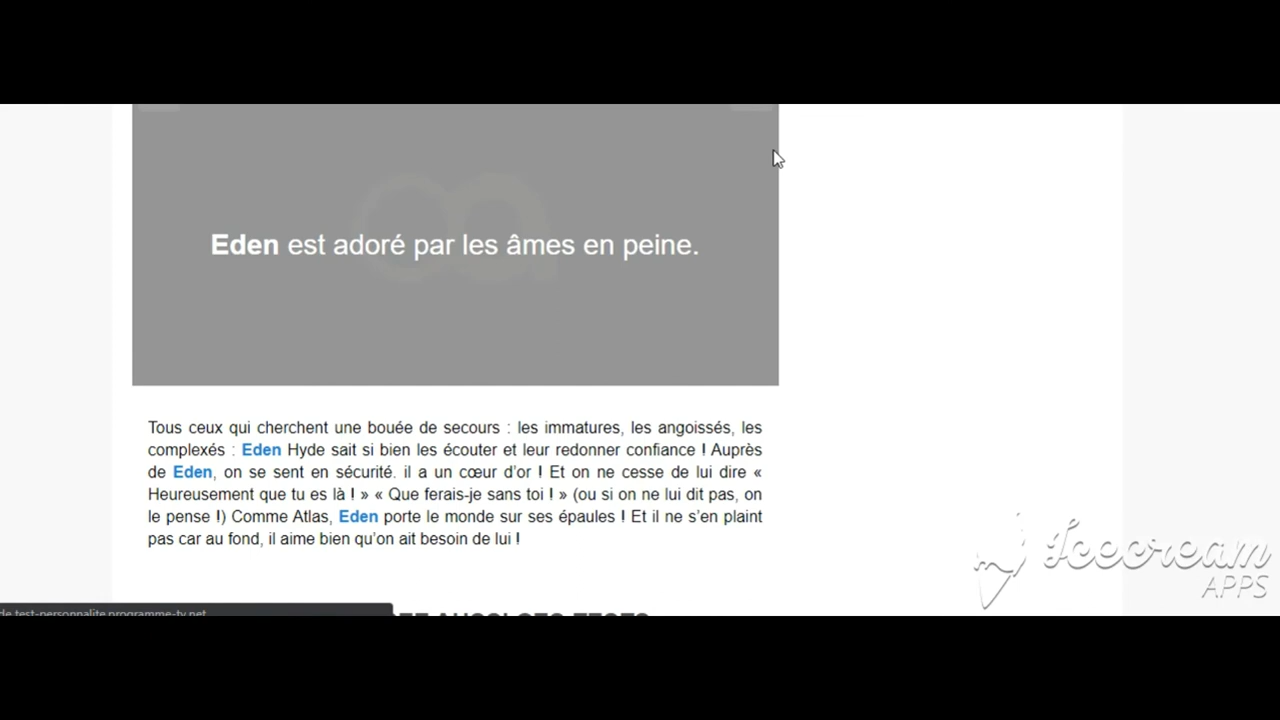 Eden est adoré par les âmes en peine.
Tous ceux qui cherchent une bouée de secours : les immatures, les angoissés, les
complexés : Eden Hyde sait si bien les écouter et leur redonner confiance ! Auprès
de Eden, on se sent en sécurité. il a un cœur d’or ! Et on ne cesse de lui dire «
Heureusement que tu es là ! » « Que ferais-je sans toi ! » (ou si on ne lui dit pas, on
le pense !) Comme Atlas, Eden porte le monde sur ses épaules ! Et il ne s’en plaint
pas car au fond, il aime bien qu’on ait besoin de lui !
Icecream
APPS
de test-personnalite.programme-tv.net